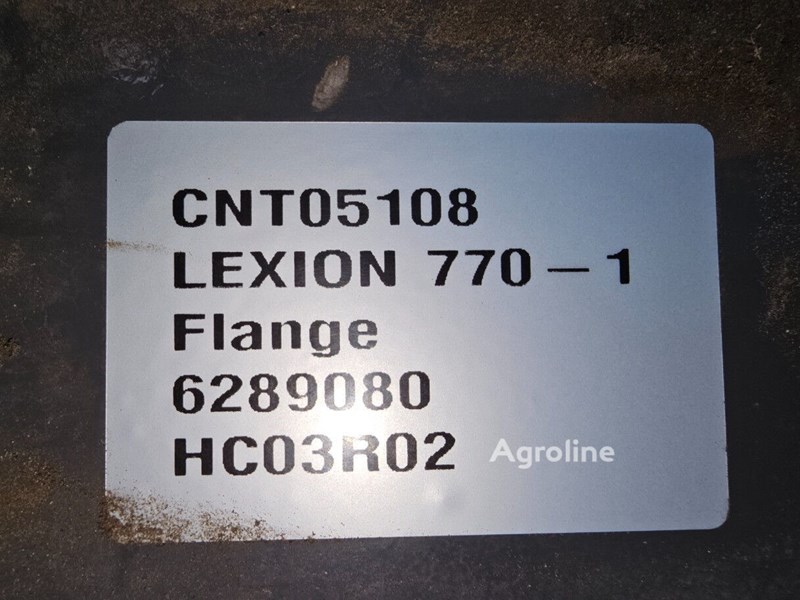 CNT05108
LEXION 770 - 1
Flange
6289080
HC03R02
Agroline